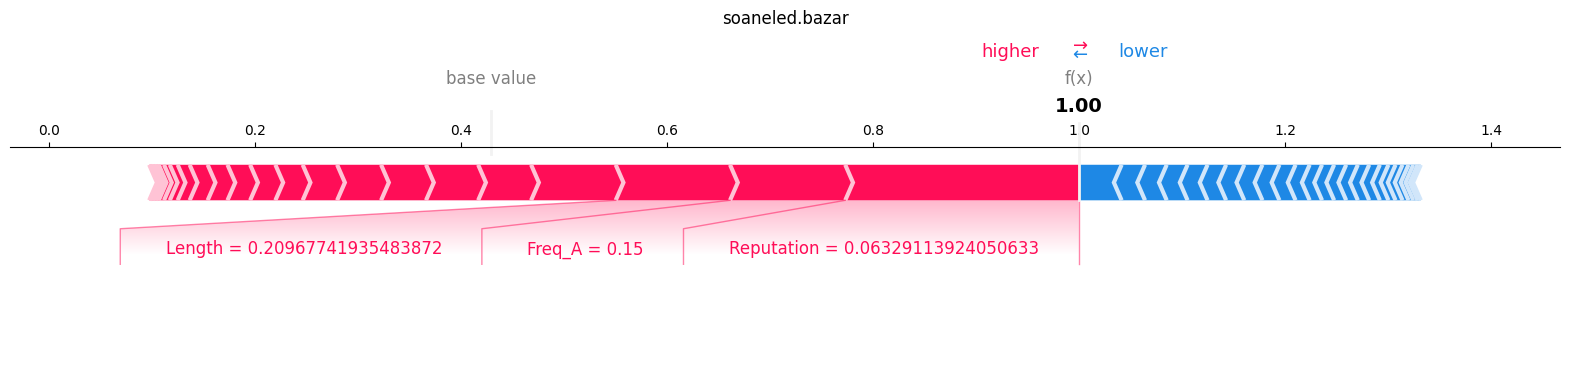 soaneled.bazar
higher ⇄ lower
base value f(x)
1.00
0.0 0.2 0.4 0.6 0.8 1.0 1.2 1.4
Length = 0.20967741935483872 Freq_A = 0.15 Reputation = 0.06329113924050633